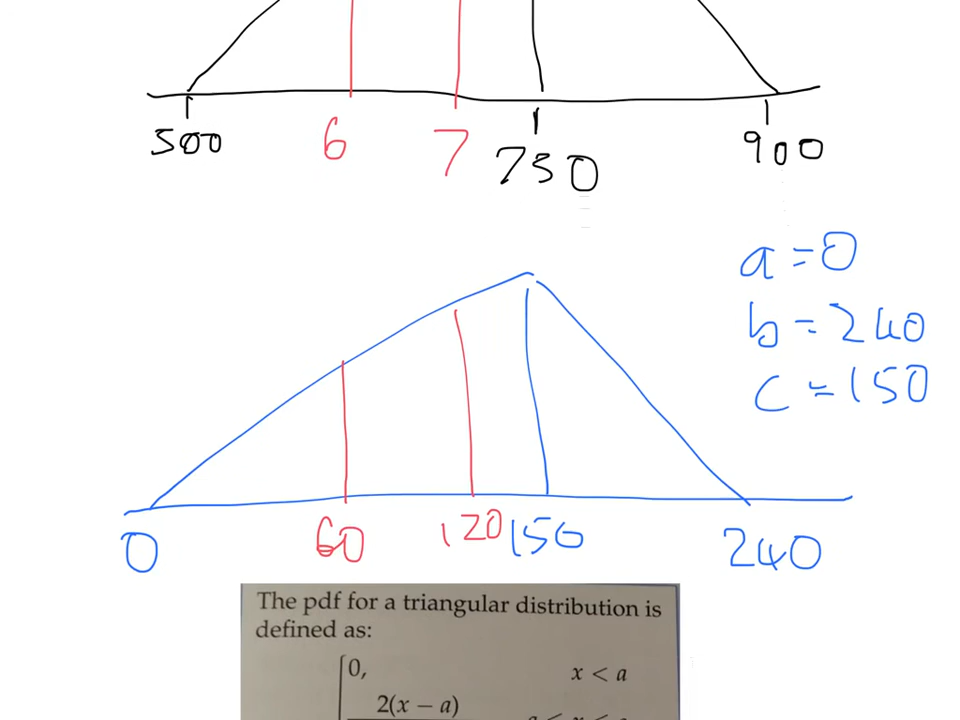 500 6 7 730 900
a = 0
b = 240
c = 150
0 60 120 150 240
The pdf for a triangular distribution is
defined as:
0, x < a
2(x − a)